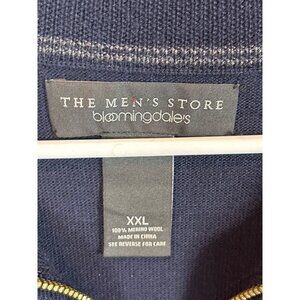 THE MEN'S STORE
bloomingdale's
XXL
100% MERINO WOOL
MADE IN CHINA
SEE REVERSE FOR CARE